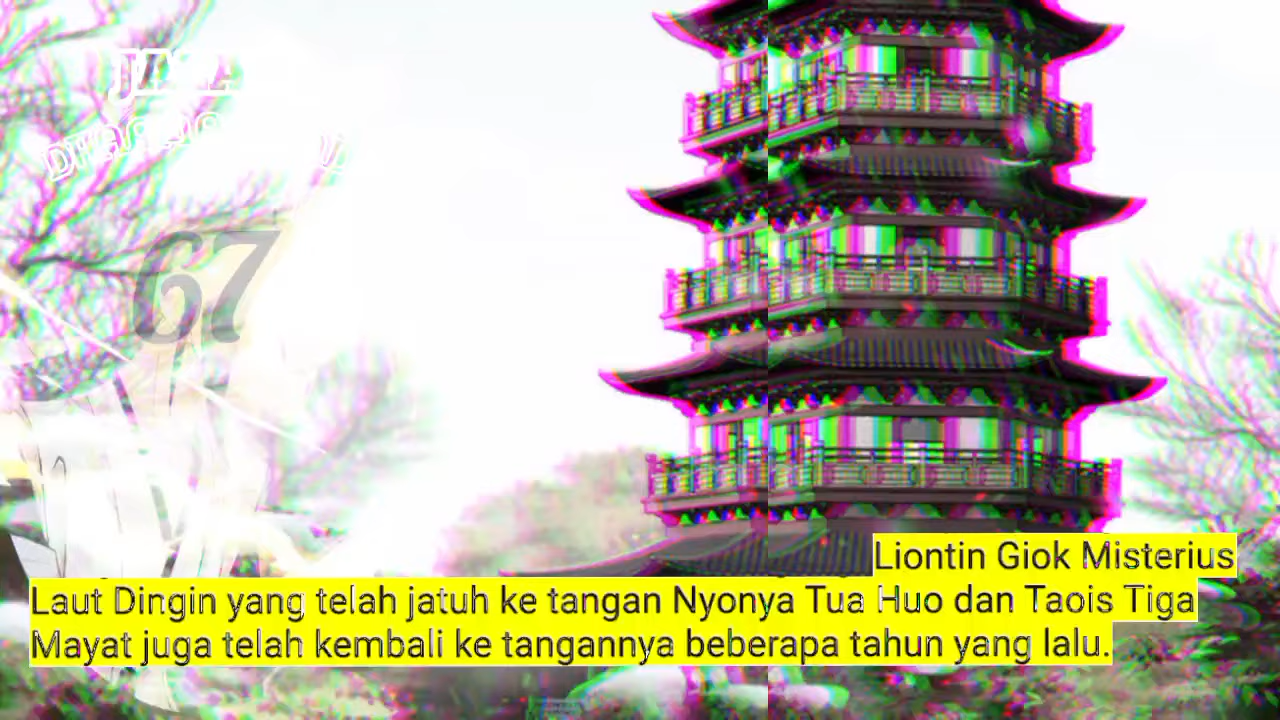 67
Liontin Giok Misterius
Laut Dingin yang telah jatuh ke tangan Nyonya Tua Huo dan Taois Tiga
Mayat juga telah kembali ke tangannya beberapa tahun yang lalu.